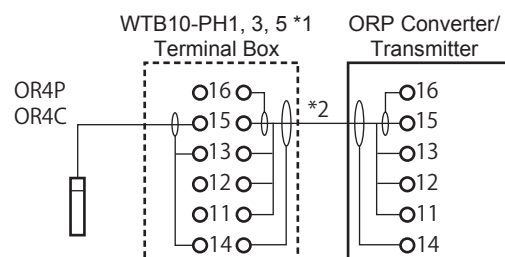 WTB10-PH1, 3, 5 *1
Terminal Box
ORP Converter/
Transmitter
OR4P
OR4C
16
15
13
12
11
14
*2
16
15
13
12
11
14